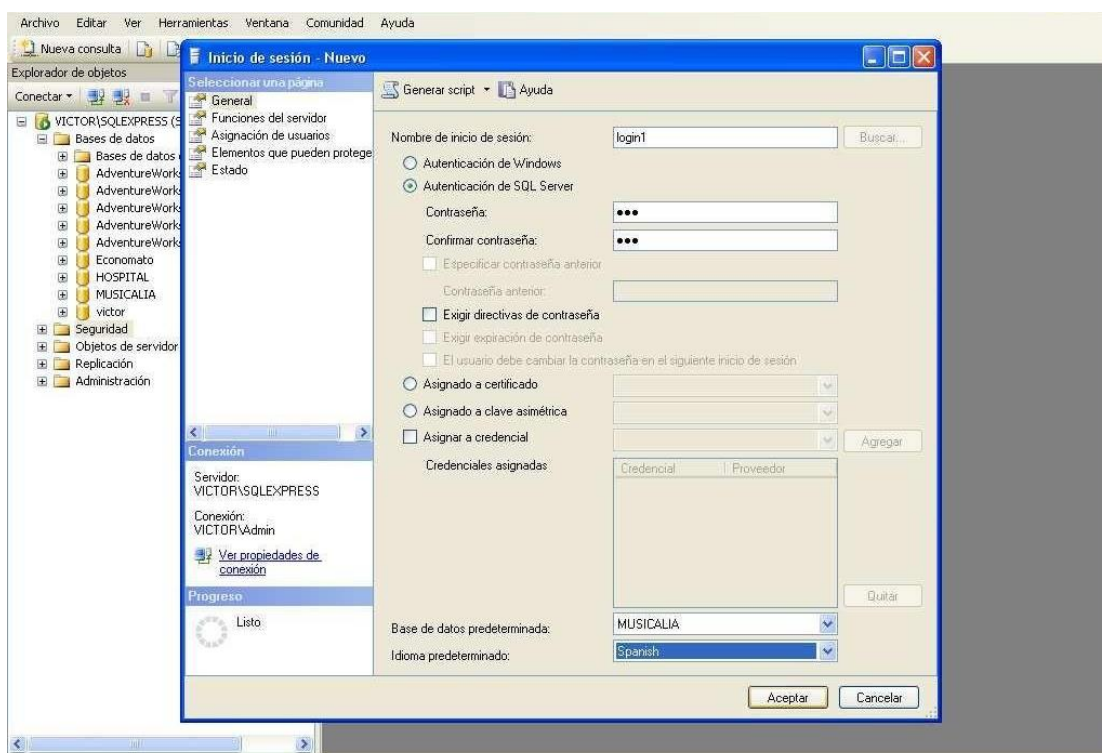 Archivo Editar Ver Herramientas Ventana Comunidad Ayuda
Nueva consulta
Explorador de objetos
Conectar
VICTOR\SQLEXPRESS (S
Bases de datos
Bases de datos
AdventureWork
AdventureWork
AdventureWork
AdventureWork
AdventureWork
Economato
HOSPITAL
MUSICALIA
victor
Seguridad
Objetos de servidor
Replicación
Administración
Inicio de sesión - Nuevo
Seleccionar una página
General
Funciones del servidor
Asignación de usuarios
Elementos que pueden protege
Estado
Conexión
Servidor:
VICTOR\SQLEXPRESS
Conexión:
VICTOR\Admin
Ver propiedades de
conexión
Progreso
Listo
Generar script Ayuda
Nombre de inicio de sesión: login1 Buscar...
Autenticación de Windows
Autenticación de SQL Server
Contraseña: ●●●
Confirmar contraseña: ●●●
Especificar contraseña anterior
Contraseña anterior:
Exigir directivas de contraseña
Exigir expiración de contraseña
El usuario debe cambiar la contraseña en el siguiente inicio de sesión
Asignado a certificado
Asignado a clave asimétrica
Asignar a credencial Agregar
Credenciales asignadas Credencial Proveedor
Quitar
Base de datos predeterminada: MUSICALIA
Idioma predeterminado: Spanish
Aceptar Cancelar